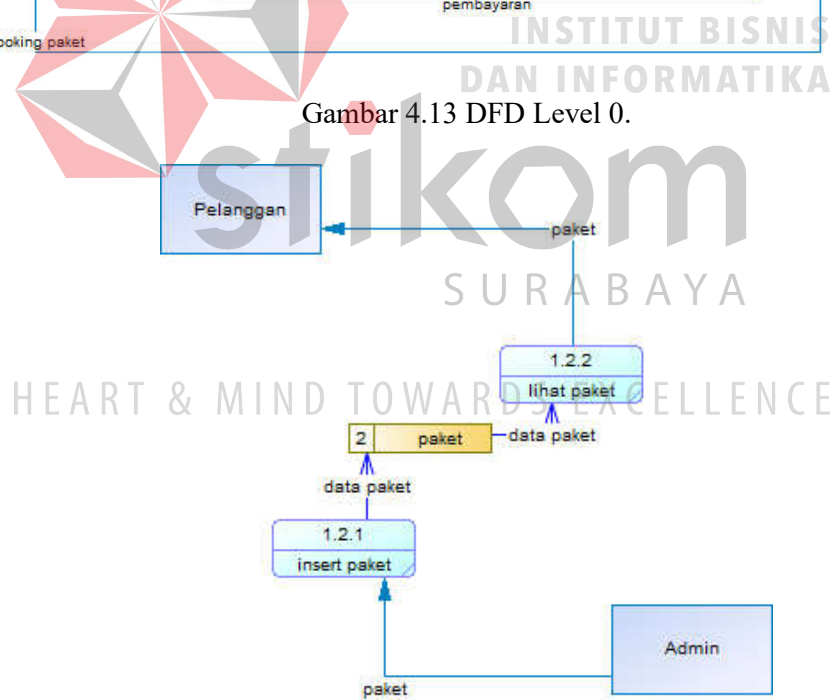 pembayaran
INSTITUT BISNIS
ooking paket
DAN INFORMATIKA
Gambar 4.13 DFD Level 0.
stikom
Pelanggan
paket
SURABAYA
1.2.2
lihat paket
HEART & MIND TOWARDS EXCELLENCE
2 paket
data paket
data paket
1.2.1
insert paket
Admin
paket